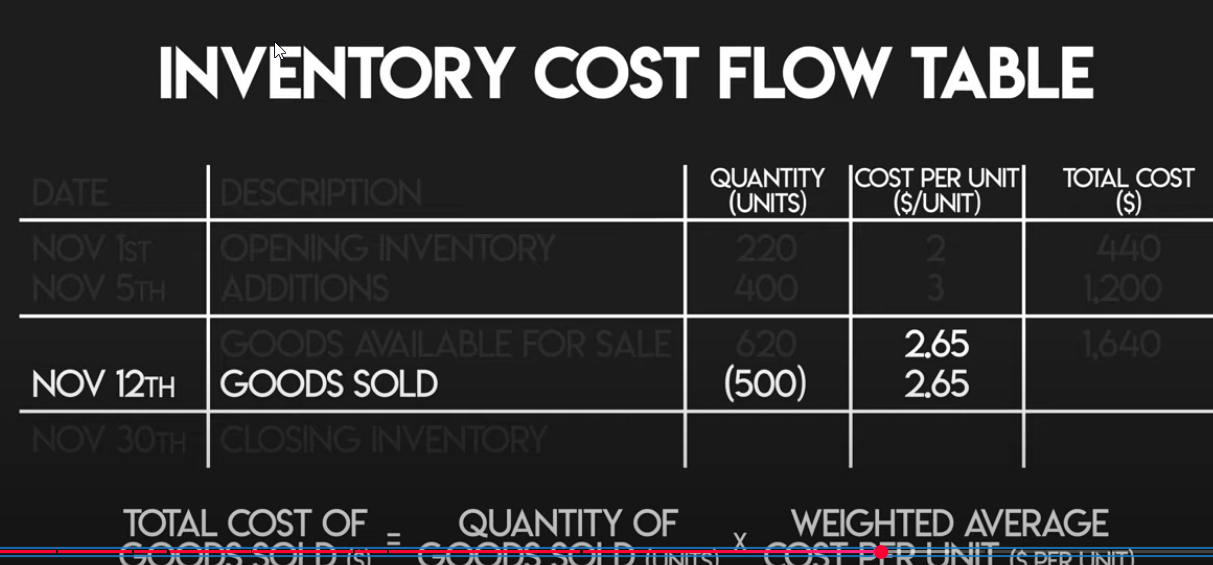 INVENTORY COST FLOW TABLE
DATE DESCRIPTION QUANTITY (UNITS) COST PER UNIT ($/UNIT) TOTAL COST ($)
NOV 1ST OPENING INVENTORY 220 2 440
NOV 5TH ADDITIONS 400 3 1,200
GOODS AVAILABLE FOR SALE 620 2.65 1,640
NOV 12TH GOODS SOLD (500) 2.65
NOV 30TH CLOSING INVENTORY
TOTAL COST OF = QUANTITY OF X WEIGHTED AVERAGE
GOODS SOLD ($) GOODS SOLD (UNITS) COST PER UNIT ($ PER UNIT)